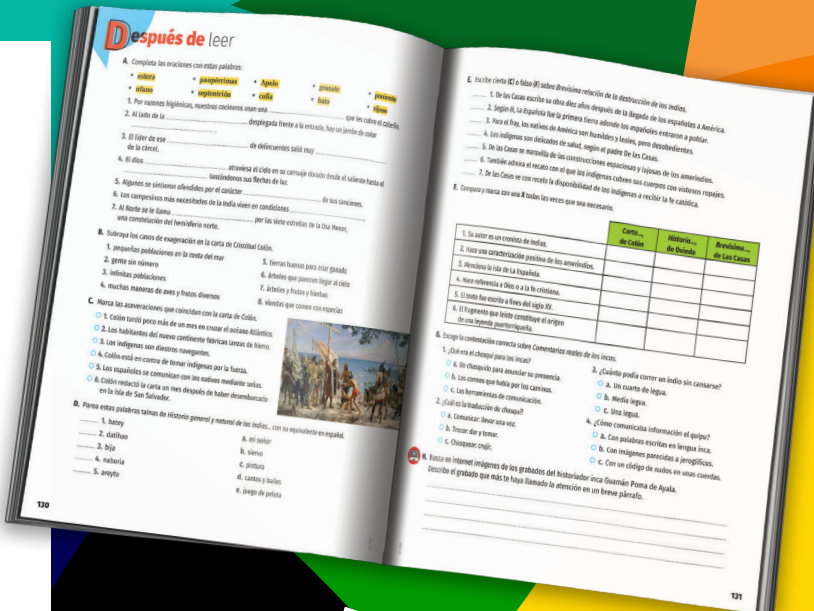 Después de leer
A. Completa las oraciones con estas palabras:
• estera • paupérrimas • Apolo • granate • poniente
• ufano • septentrión • cofia • hato • rijoso
1. Por razones higiénicas, nuestros cocineros usan una que les cubre el cabello.
2. Al lado de la desplegada frente a la entrada, hay un jarrón de color
3. El líder de ese de delincuentes salió muy
de la cárcel.
4. El dios atraviesa el cielo en su carruaje dorado desde el saliente hasta el
lanzándonos sus flechas de luz.
5. Algunos se sintieron ofendidos por el carácter de sus canciones.
6. Los campesinos más necesitados de la India viven en condiciones
7. Al Norte se le llama por las siete estrellas de la Osa Menor,
una constelación del hemisferio norte.
B. Subraya los casos de exageración en la carta de Cristóbal Colón.
1. pequeñas poblaciones en la costa del mar
2. gente sin número
3. infinitas poblaciones
4. muchas maneras de aves y frutos diversos
5. tierras buenas para criar ganado
6. árboles que parecen llegar al cielo
7. árboles y frutos y hierbas
8. viandas que comen con especias
C. Marca las aseveraciones que coincidan con la carta de Colón.
1. Colón tardó poco más de un mes en cruzar el océano Atlántico.
2. Los habitantes del nuevo continente fabrican lanzas de hierro.
3. Los indígenas son diestros navegantes.
4. Colón está en contra de tomar indígenas por la fuerza.
5. Los españoles se comunican con los nativos mediante señas.
6. Colón redactó la carta un mes después de haber desembarcado
en la isla de San Salvador.
D. Parea estas palabras taínas de Historia general y natural de las Indias... con su equivalente en español.
1. batey
2. datihao
3. bija
4. naboria
5. areyto
a. mi señor
b. siervo
c. pintura
d. cantos y bailes
e. juego de pelota
130
E. Escribe cierto (C) o falso (F) sobre Brevísima relación de la destrucción de las Indias.
1. De las Casas escribe su obra diez años después de la llegada de los españoles a América.
2. Según él, La Española fue la primera tierra adonde los españoles entraron a poblar.
3. Para el fray, los nativos de América son humildes y leales, pero desobedientes.
4. Los indígenas son delicados de salud, según el padre De las Casas.
5. De las Casas se maravilla de las construcciones espaciosas y lujosas de los amerindios.
6. También admira el recato con el que los indígenas cubren sus cuerpos con vistosos ropajes.
7. De las Casas ve con recelo la disponibilidad de los indígenas a recibir la fe católica.
F. Compara y marca con una X todas las veces que sea necesario.
Carta..., de Colón
Historia..., de Oviedo
Brevísima..., de Las Casas
1. Su autor es un cronista de Indias.
2. Hace una caracterización positiva de los amerindios.
3. Menciona la isla de La Española.
4. Hace referencia a Dios o a la fe cristiana.
5. El texto fue escrito a fines del siglo XV.
6. El fragmento que leíste constituye el origen
de una leyenda puertorriqueña.
G. Escoge la contestación correcta sobre Comentarios reales de los incas.
1. ¿Qué era el chasqui para los incas?
a. Un chasquido para anunciar su presencia.
b. Los correos que había por los caminos.
c. Las herramientas de comunicación.
2. ¿Cuál es la traducción de chasqui?
a. Comunicar: llevar una voz.
b. Trocar: dar y tomar.
c. Chasquear: crujir.
3. ¿Cuánto podía correr un indio sin cansarse?
a. Un cuarto de legua.
b. Media legua.
c. Una legua.
4. ¿Cómo comunicaba información el quipu?
a. Con palabras escritas en lengua inca.
b. Con imágenes parecidas a jeroglíficos.
c. Con un código de nudos en unas cuerdas.
H. Busca en internet imágenes de los grabados del historiador inca Guamán Poma de Ayala.
Describe el grabado que más te haya llamado la atención en un breve párrafo.
131